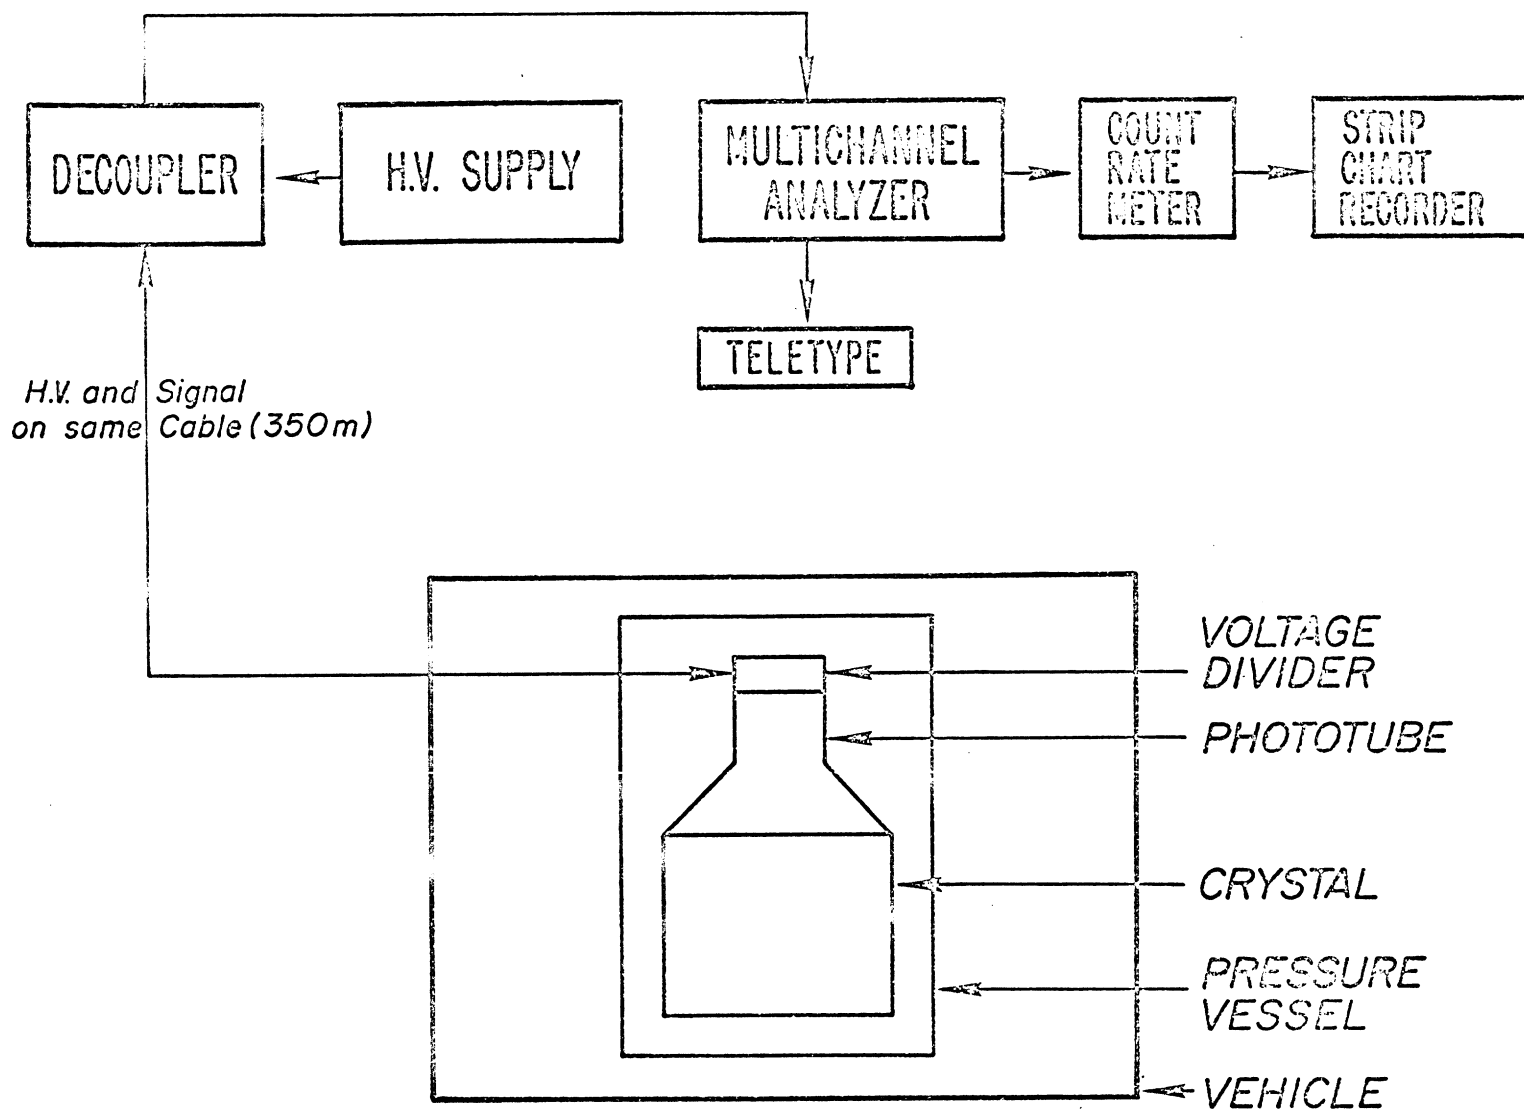 DECOUPLER
H.V. SUPPLY
MULTICHANNEL
ANALYZER
COUNT
RATE
METER
STRIP
CHART
RECORDER
TELETYPE
H.V. and Signal
on same Cable (350m)
VOLTAGE
DIVIDER
PHOTOTUBE
CRYSTAL
PRESSURE
VESSEL
VEHICLE